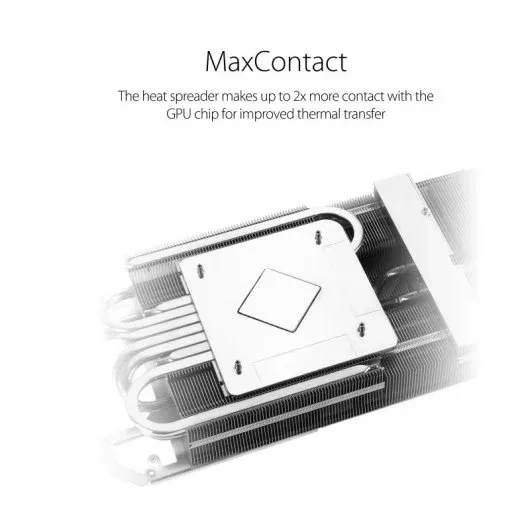 MaxContact
The heat spreader makes up to 2x more contact with the
GPU chip for improved thermal transfer